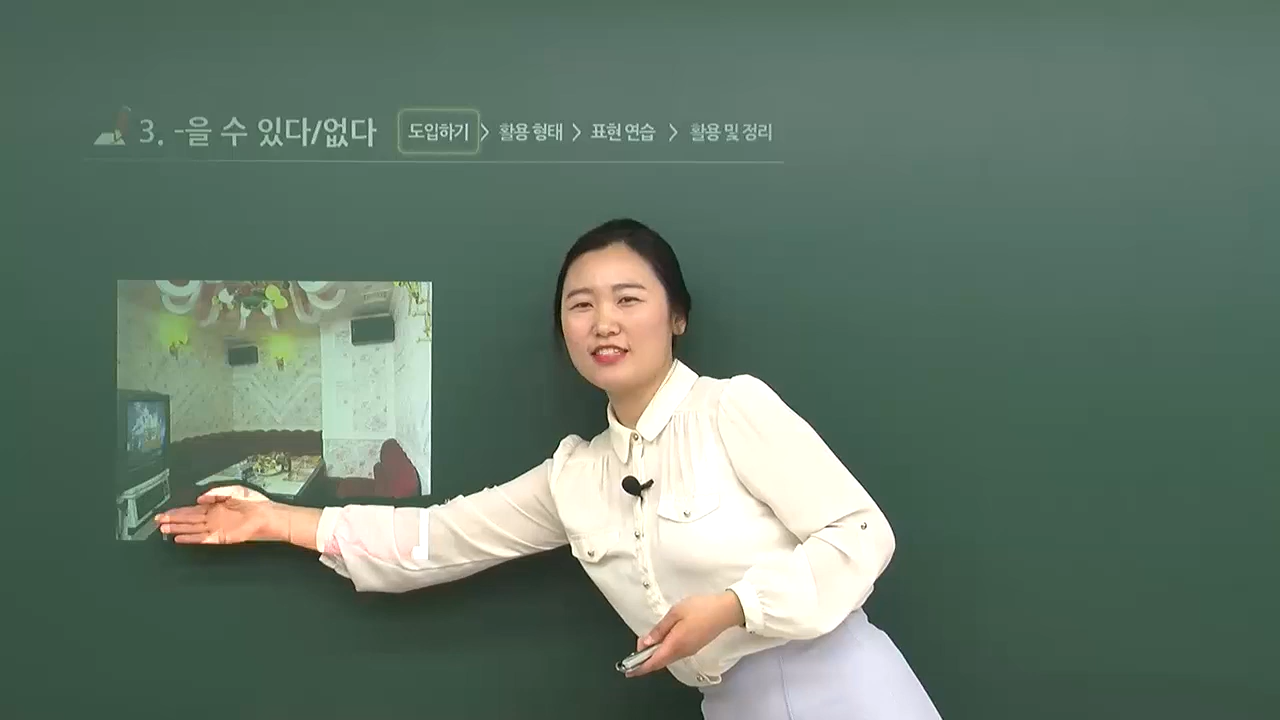 3. -을 수 있다/없다 도입하기 > 활용 형태 > 표현 연습 > 활용 및 정리